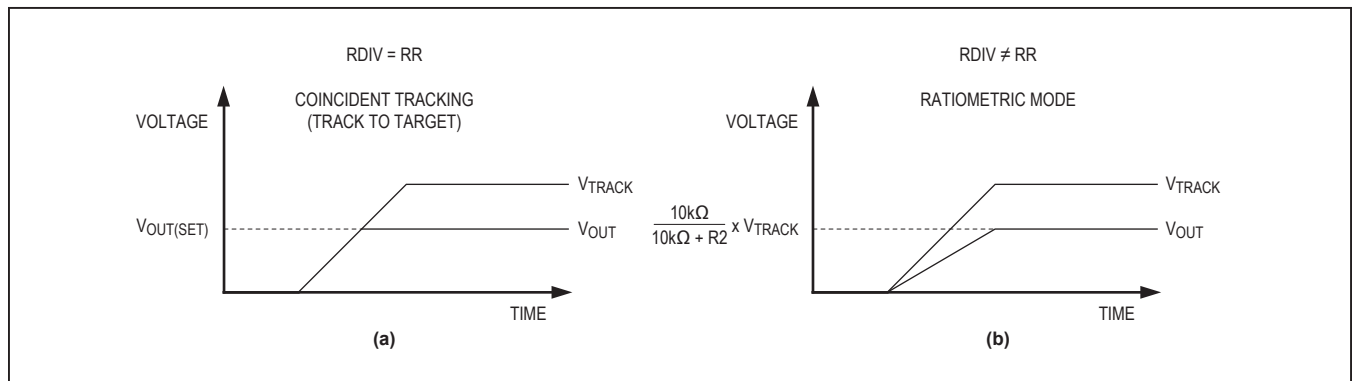 RDIV = RR
COINCIDENT TRACKING
(TRACK TO TARGET)
VOLTAGE
VTRACK
VOUT(SET)
VOUT
TIME
(a)
RDIV ≠ RR
RATIOMETRIC MODE
VOLTAGE
VTRACK
10kΩ
10kΩ + R2
x VTRACK
VOUT
TIME
(b)